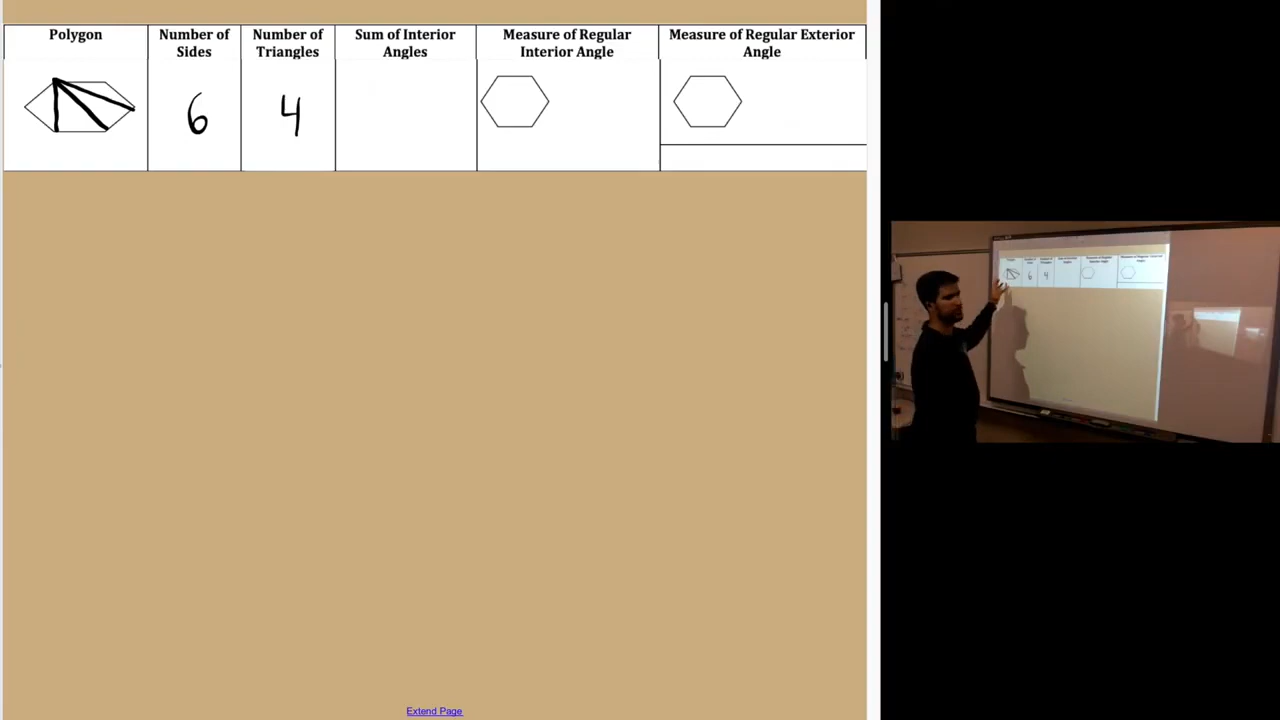 Polygon
Number of Sides
Number of Triangles
Sum of Interior Angles
Measure of Regular Interior Angle
Measure of Regular Exterior Angle
6
4
Extend Page